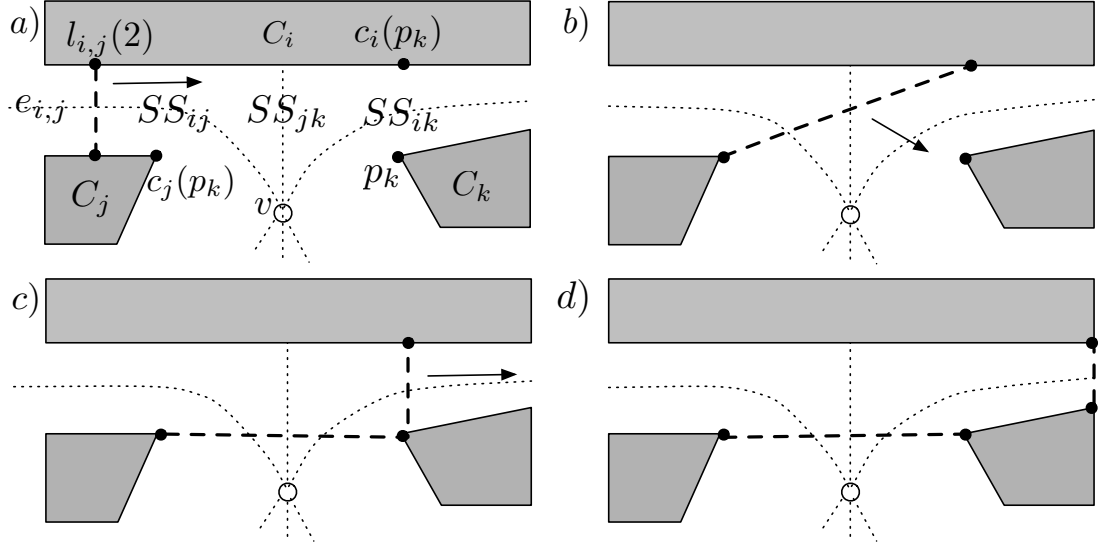 a) l_{i,j}(2) C_i c_i(p_k) b)
e_{i,j} SS_{ij} SS_{jk} SS_{ik}
C_j c_j(p_k) v p_k C_k
c) d)